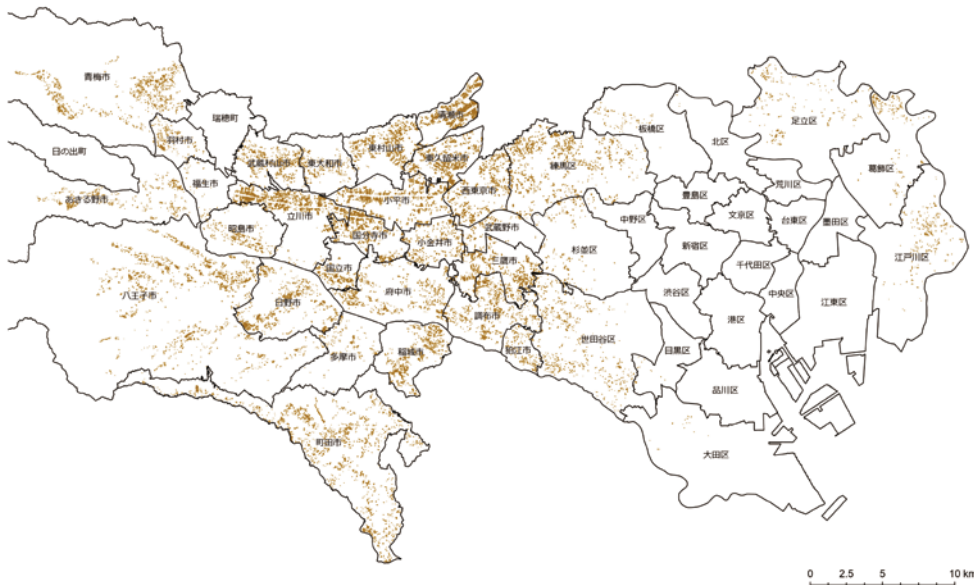 青梅市
瑞穂町
羽村市
日の出町
福生市
あきる野市
武蔵村山市
東大和市
東村山市
清瀬市
東久留米市
西東京市
小平市
立川市
昭島市
国分寺市
小金井市
武蔵野市
三鷹市
国立市
府中市
調布市
狛江市
八王子市
日野市
多摩市
稲城市
町田市
練馬区
板橋区
北区
足立区
葛飾区
荒川区
豊島区
文京区
台東区
墨田区
中野区
杉並区
新宿区
千代田区
中央区
江東区
江戸川区
渋谷区
港区
世田谷区
目黒区
品川区
大田区
0 2.5 5 10 km